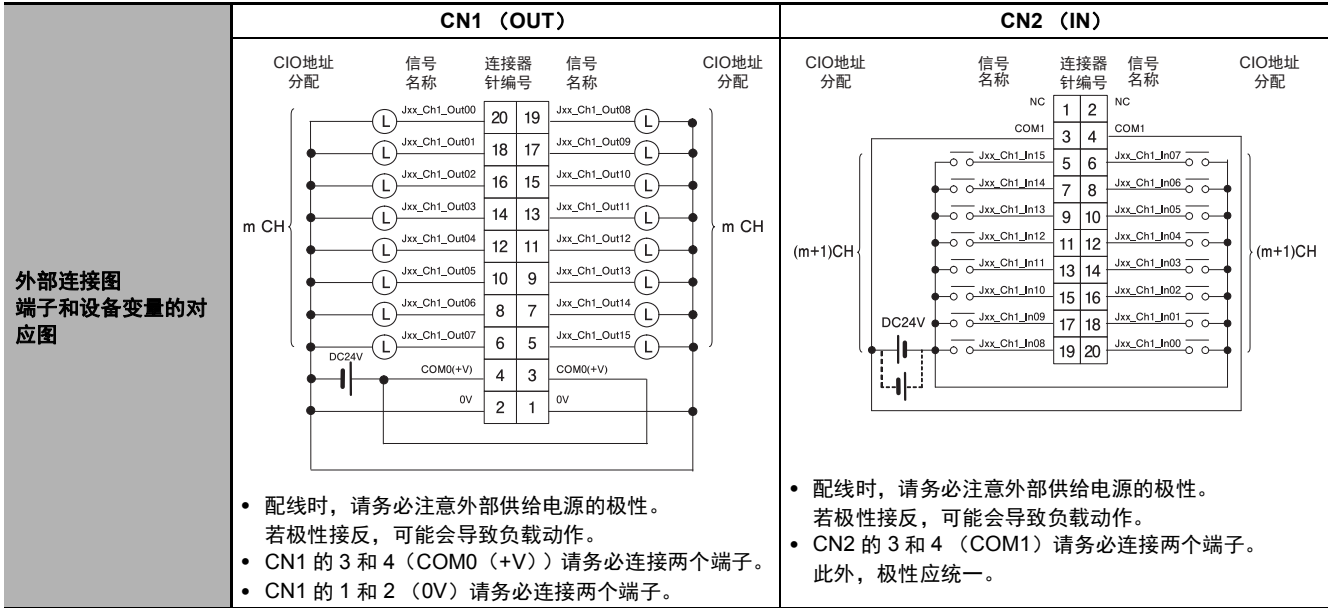 外部连接图
端子和设备变量的对
应图
CN1 （OUT）
CIO地址
分配
信号
名称
连接器
针编号
信号
名称
CIO地址
分配
Jxx_Ch1_Out00 20 19 Jxx_Ch1_Out08
L L
Jxx_Ch1_Out01 18 17 Jxx_Ch1_Out09
L L
Jxx_Ch1_Out02 16 15 Jxx_Ch1_Out10
L L
Jxx_Ch1_Out03 14 13 Jxx_Ch1_Out11
m CH L L m CH
Jxx_Ch1_Out04 12 11 Jxx_Ch1_Out12
L L
Jxx_Ch1_Out05 10 9 Jxx_Ch1_Out13
L L
Jxx_Ch1_Out06 8 7 Jxx_Ch1_Out14
L L
Jxx_Ch1_Out07 6 5 Jxx_Ch1_Out15
L L
DC24V
COM0(+V) 4 3 COM0(+V)
0V 2 1 0V
• 配线时，请务必注意外部供给电源的极性。
若极性接反，可能会导致负载动作。
• CN1 的 3 和 4（COM0（+V））请务必连接两个端子。
• CN1 的 1 和 2 （0V）请务必连接两个端子。
CN2 （IN）
CIO地址
分配
信号
名称
连接器
针编号
信号
名称
CIO地址
分配
NC 1 2 NC
COM1 3 4 COM1
Jxx_Ch1_In15 5 6 Jxx_Ch1_In07
Jxx_Ch1_In14 7 8 Jxx_Ch1_In06
Jxx_Ch1_In13 9 10 Jxx_Ch1_In05
Jxx_Ch1_In12 11 12 Jxx_Ch1_In04
(m+1)CH (m+1)CH
Jxx_Ch1_In11 13 14 Jxx_Ch1_In03
Jxx_Ch1_In10 15 16 Jxx_Ch1_In02
DC24V
Jxx_Ch1_In09 17 18 Jxx_Ch1_In01
Jxx_Ch1_In08 19 20 Jxx_Ch1_In00
• 配线时，请务必注意外部供给电源的极性。
若极性接反，可能会导致负载动作。
• CN2 的 3 和 4 （COM1）请务必连接两个端子。
此外，极性应统一。